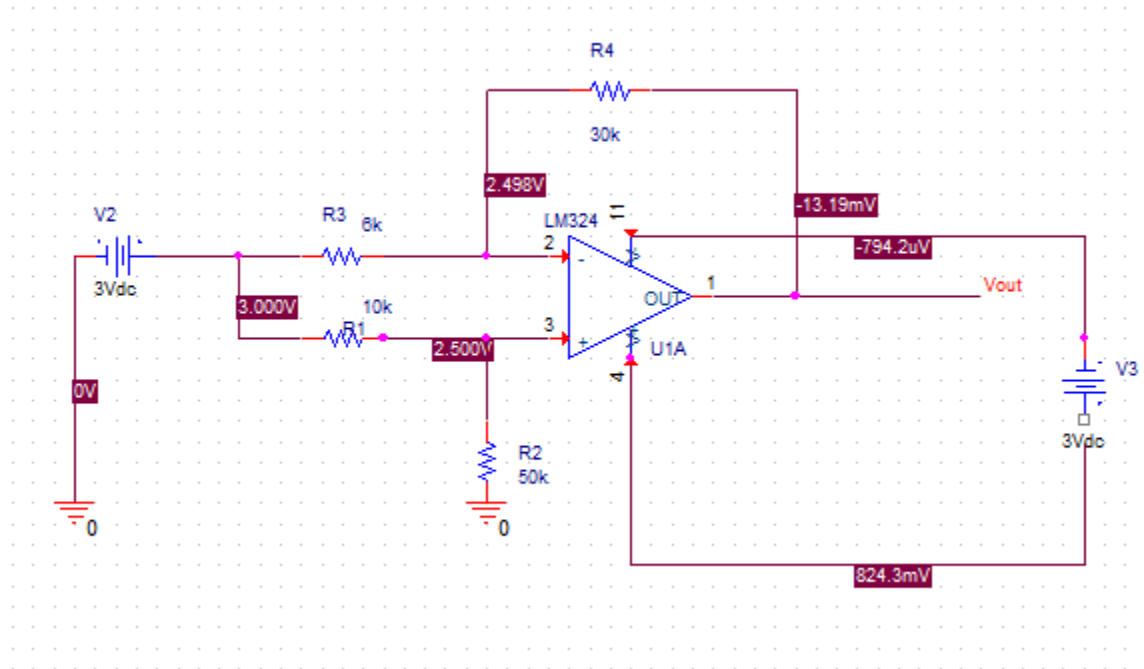 R4
30k
2.498V
-13.19mV
V2
R3
6k
LM324
11
2
-
-794.2uV
3Vdc
OUT
1
Vout
3.000V
10k
R1
3
+
2.500V
U1A
V3
4
0V
3Vdc
R2
50k
0
0
824.3mV